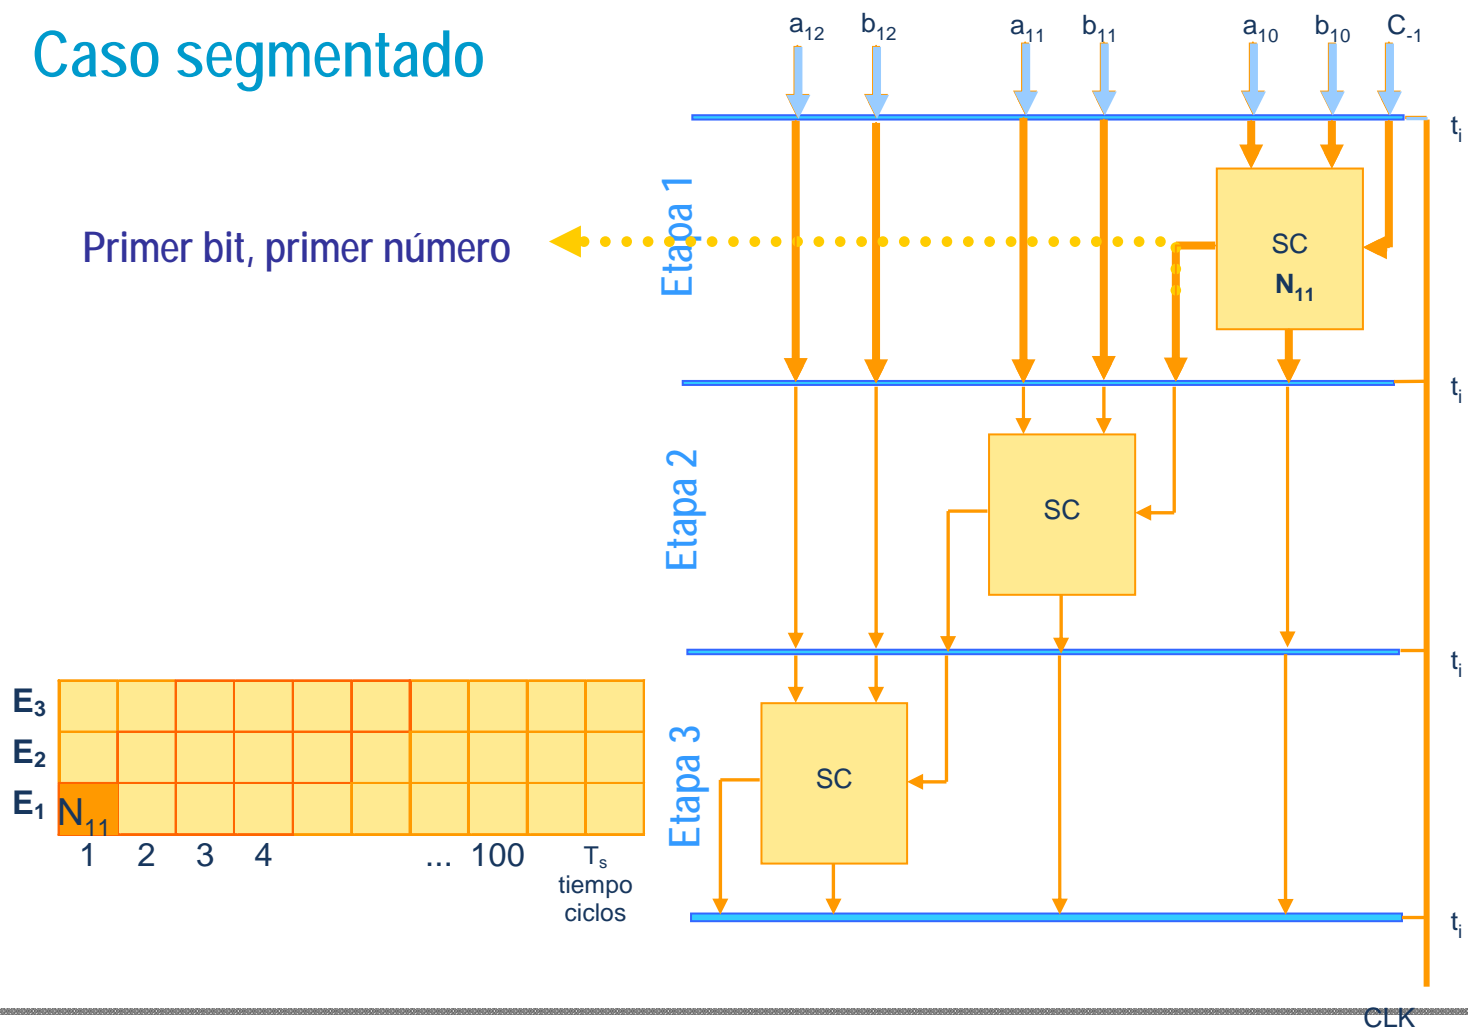 Caso segmentado
a12 b12 a11 b11 a10 b10 C-1
ti
Etapa 1
Primer bit, primer número
SC
N11
ti
Etapa 2
SC
ti
Etapa 3
SC
E3
E2
E1 N11
1 2 3 4 ... 100 Ts
tiempo
ciclos
ti
CLK